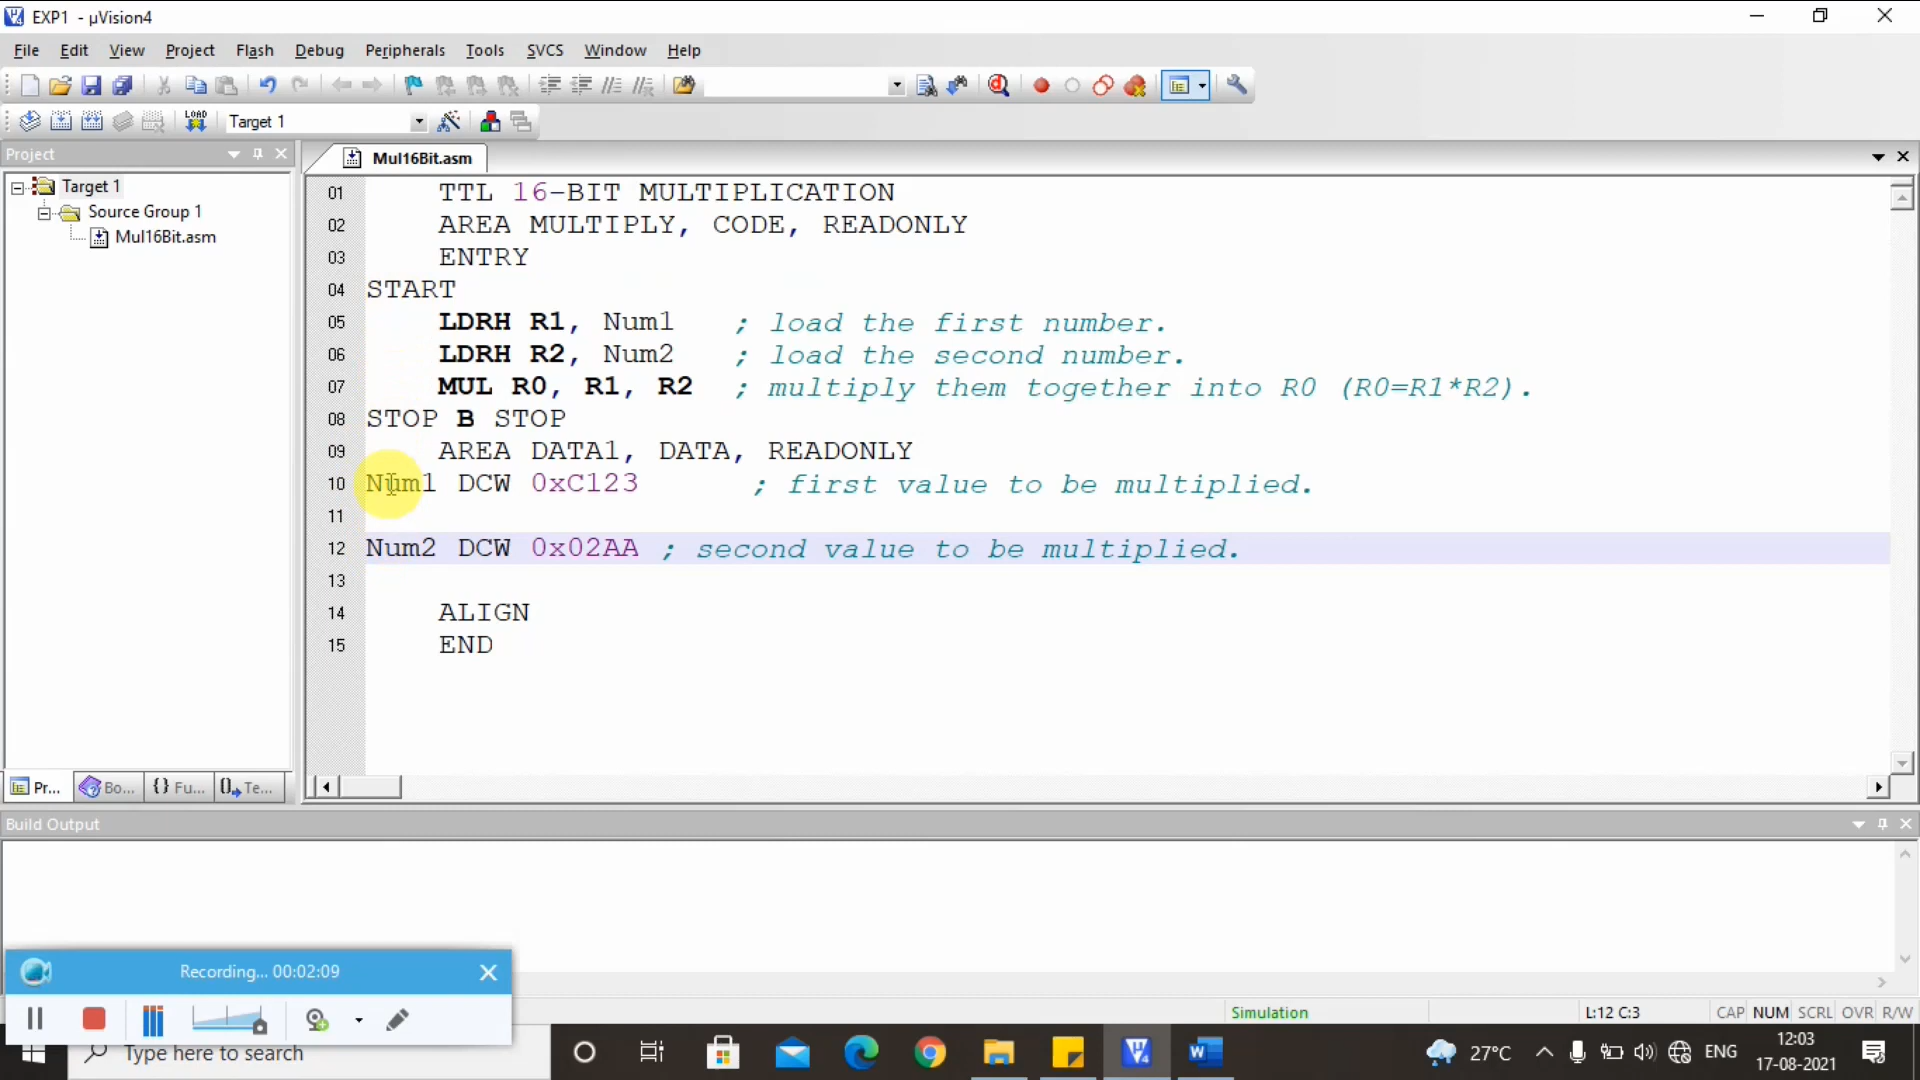 EXP1 - µVision4
File Edit View Project Flash Debug Peripherals Tools SVCS Window Help
LOAD Target 1
Project
Mul16Bit.asm
Target 1
Source Group 1
Mul16Bit.asm
01 TTL 16-BIT MULTIPLICATION
02 AREA MULTIPLY, CODE, READONLY
03 ENTRY
04 START
05 LDRH R1, Num1 ; load the first number.
06 LDRH R2, Num2 ; load the second number.
07 MUL R0, R1, R2 ; multiply them together into R0 (R0=R1*R2).
08 STOP B STOP
09 AREA DATA1, DATA, READONLY
10 Num1 DCW 0xC123 ; first value to be multiplied.
11
12 Num2 DCW 0x02AA ; second value to be multiplied.
13
14 ALIGN
15 END
Pr... Bo... {} Fu... Te...
Build Output
Recording... 00:02:09
Simulation L:12 C:3 CAP NUM SCRL OVR R/W
Type here to search
27°C ENG 12:03
17-08-2021